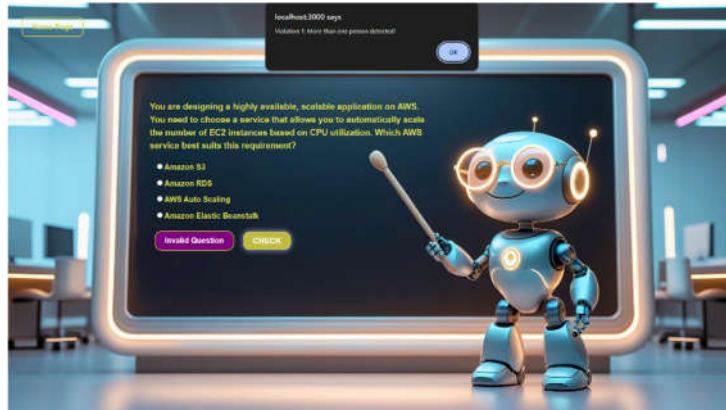 Home Page
localhost:3000 says
Violation 1: More than one person detected!
OK
You are designing a highly available, scalable application on AWS.
You need to choose a service that allows you to automatically scale
the number of EC2 instances based on CPU utilization. Which AWS
service best suits this requirement?
Amazon S3
Amazon RDS
AWS Auto Scaling
Amazon Elastic Beanstalk
Invalid Question
CHECK